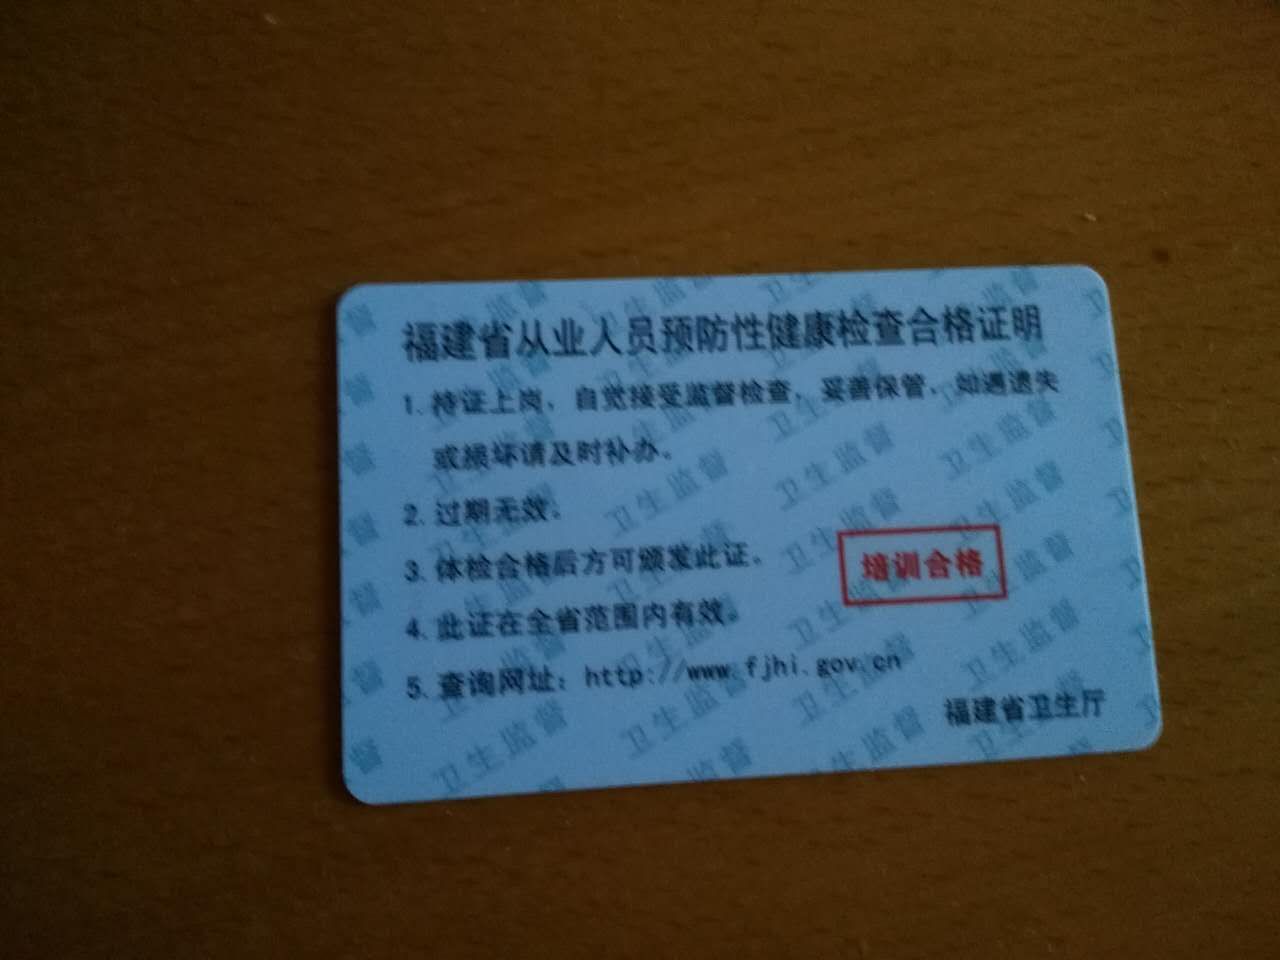 福建省从业人员预防性健康检查合格证明
1. 持证上岗，自觉接受监督检查，妥善保管，如遇遗失
或损坏请及时补办。
2. 过期无效。
3. 体检合格后方可颁发此证。
培训合格
4. 此证在全省范围内有效。
5. 查询网址：http://www.fjhi.gov.cn
福建省卫生厅
卫生监督